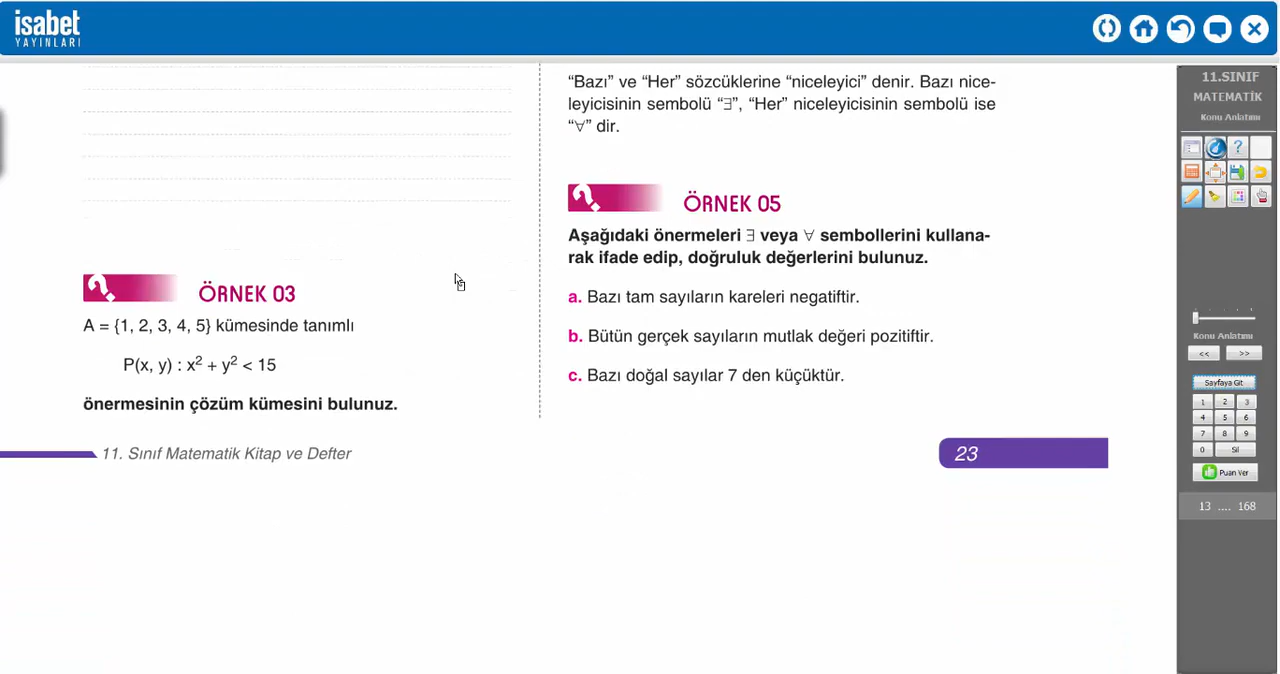 isabet
YAYINLARI
ÖRNEK 03
A = {1, 2, 3, 4, 5} kümesinde tanımlı
P(x, y) : x² + y² < 15
önermesinin çözüm kümesini bulunuz.
11. Sınıf Matematik Kitap ve Defter
“Bazı” ve “Her” sözcüklerine “niceleyici” denir. Bazı nice-
leyicisinin sembolü “∃”, “Her” niceleyicisinin sembolü ise
“∀” dir.
ÖRNEK 05
Aşağıdaki önermeleri ∃ veya ∀ sembollerini kullana-
rak ifade edip, doğruluk değerlerini bulunuz.
a. Bazı tam sayıların kareleri negatiftir.
b. Bütün gerçek sayıların mutlak değeri pozitiftir.
c. Bazı doğal sayılar 7 den küçüktür.
23
11.SINIF
MATEMATİK
Konu Anlatımı
Konu Anlatımı
<< >>
Sayfaya Git
1 2 3
4 5 6
7 8 9
0 Sil
Puan Ver
13 .... 168